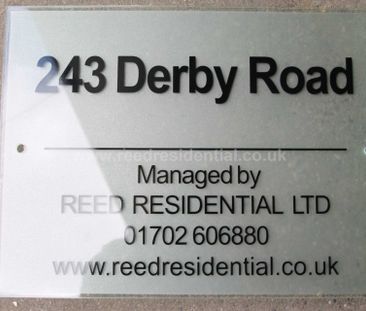 243 Derby Road
www.reedresidential.co.uk
Managed by
REED RESIDENTIAL LTD
01702 606880
www.reedresidential.co.uk